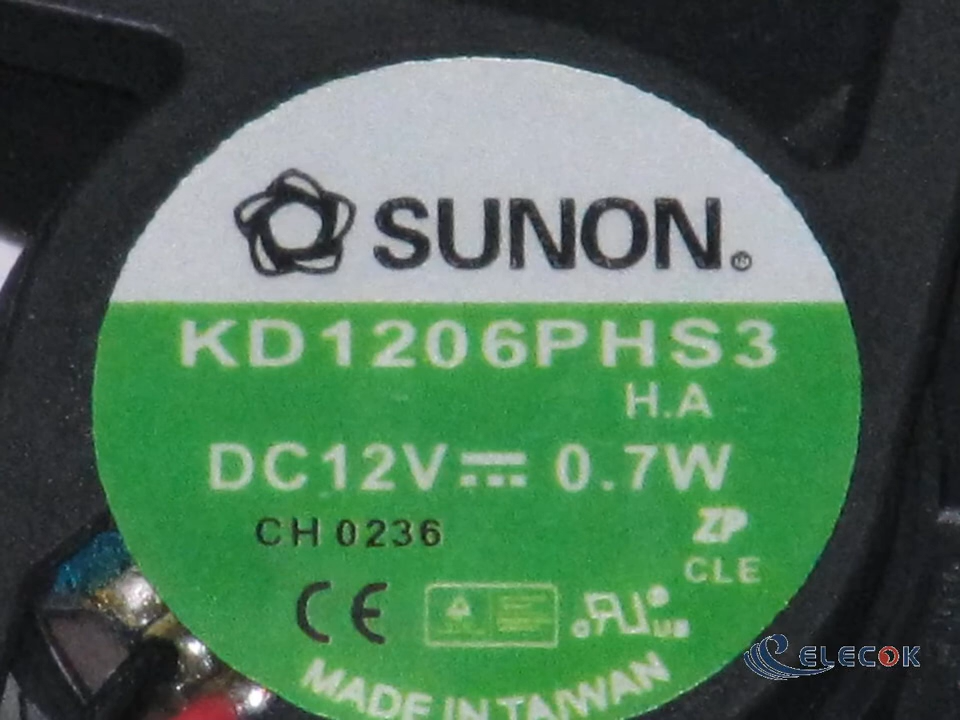 SUNON
KD1206PHS3
H.A
DC12V ⎓ 0.7W
CH 0236
ZP
CLE
CE
MADE IN TAIWAN
ELECOK